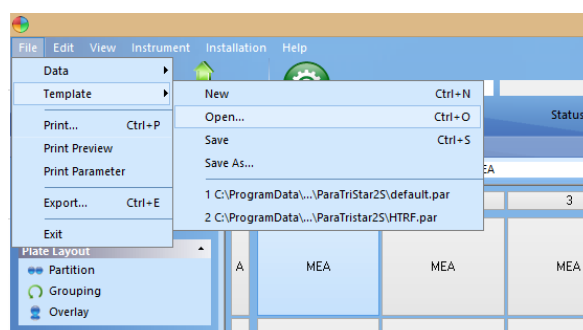 File Edit View Instrument Installation Help
Data
Template
Print... Ctrl+P
Print Preview
Print Parameter
Export... Ctrl+E
Exit
New Ctrl+N
Open... Ctrl+O
Save Ctrl+S
Save As...
1 C:\ProgramData\...\ParaTriStar2S\default.par
2 C:\ProgramData\...\ParaTristar2S\HTRF.par
Status
EA
3
Plate Layout
Partition
Grouping
Overlay
A MEA MEA MEA